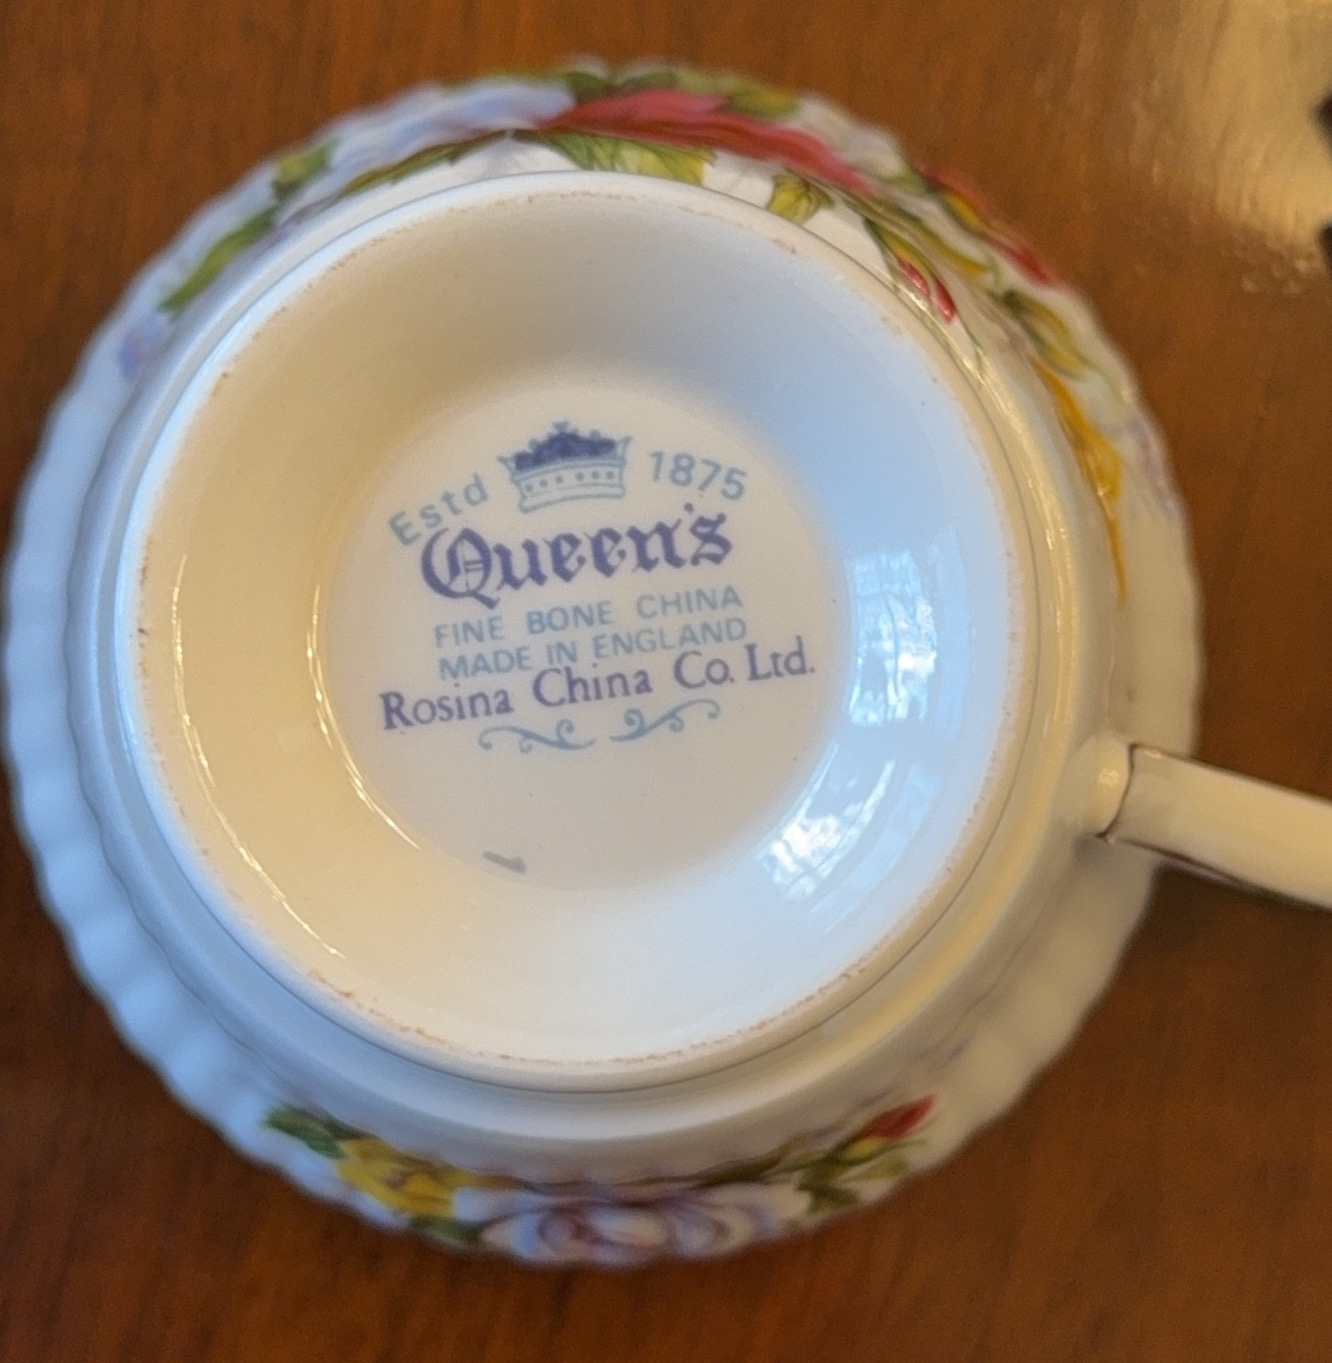 Estd 1875
Queen's
FINE BONE CHINA
MADE IN ENGLAND
Rosina China Co. Ltd.